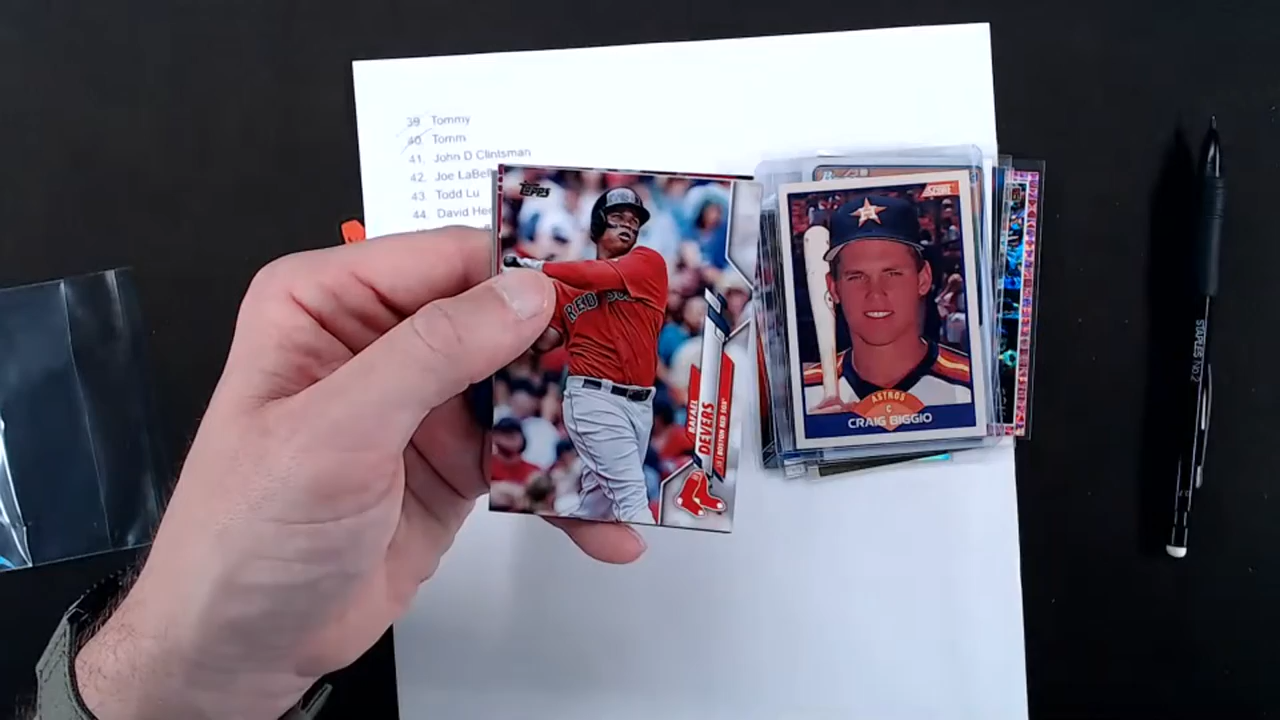 39. Tommy
40. Tomm
41. John D Clintsman
42. Joe LaBell
43. Todd Lu
44. David He
TOPPS
RED SOX
RAFAEL
DEVERS
BOSTON RED SOX
SCORE
ASTROS
C
CRAIG BIGGIO
STAPLES